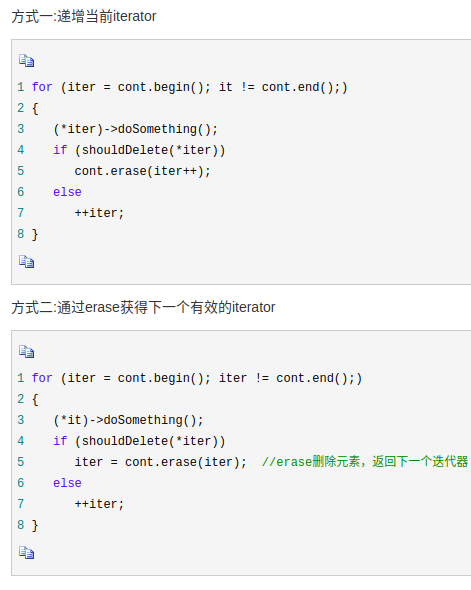 方式一:递增当前iterator
1 for (iter = cont.begin(); it != cont.end();)
2 {
3    (*iter)->doSomething();
4    if (shouldDelete(*iter))
5       cont.erase(iter++);
6    else
7       ++iter;
8 }
方式二:通过erase获得下一个有效的iterator
1 for (iter = cont.begin(); iter != cont.end();)
2 {
3    (*it)->doSomething();
4    if (shouldDelete(*iter))
5       iter = cont.erase(iter);  //erase删除元素，返回下一个迭代器
6    else
7       ++iter;
8 }